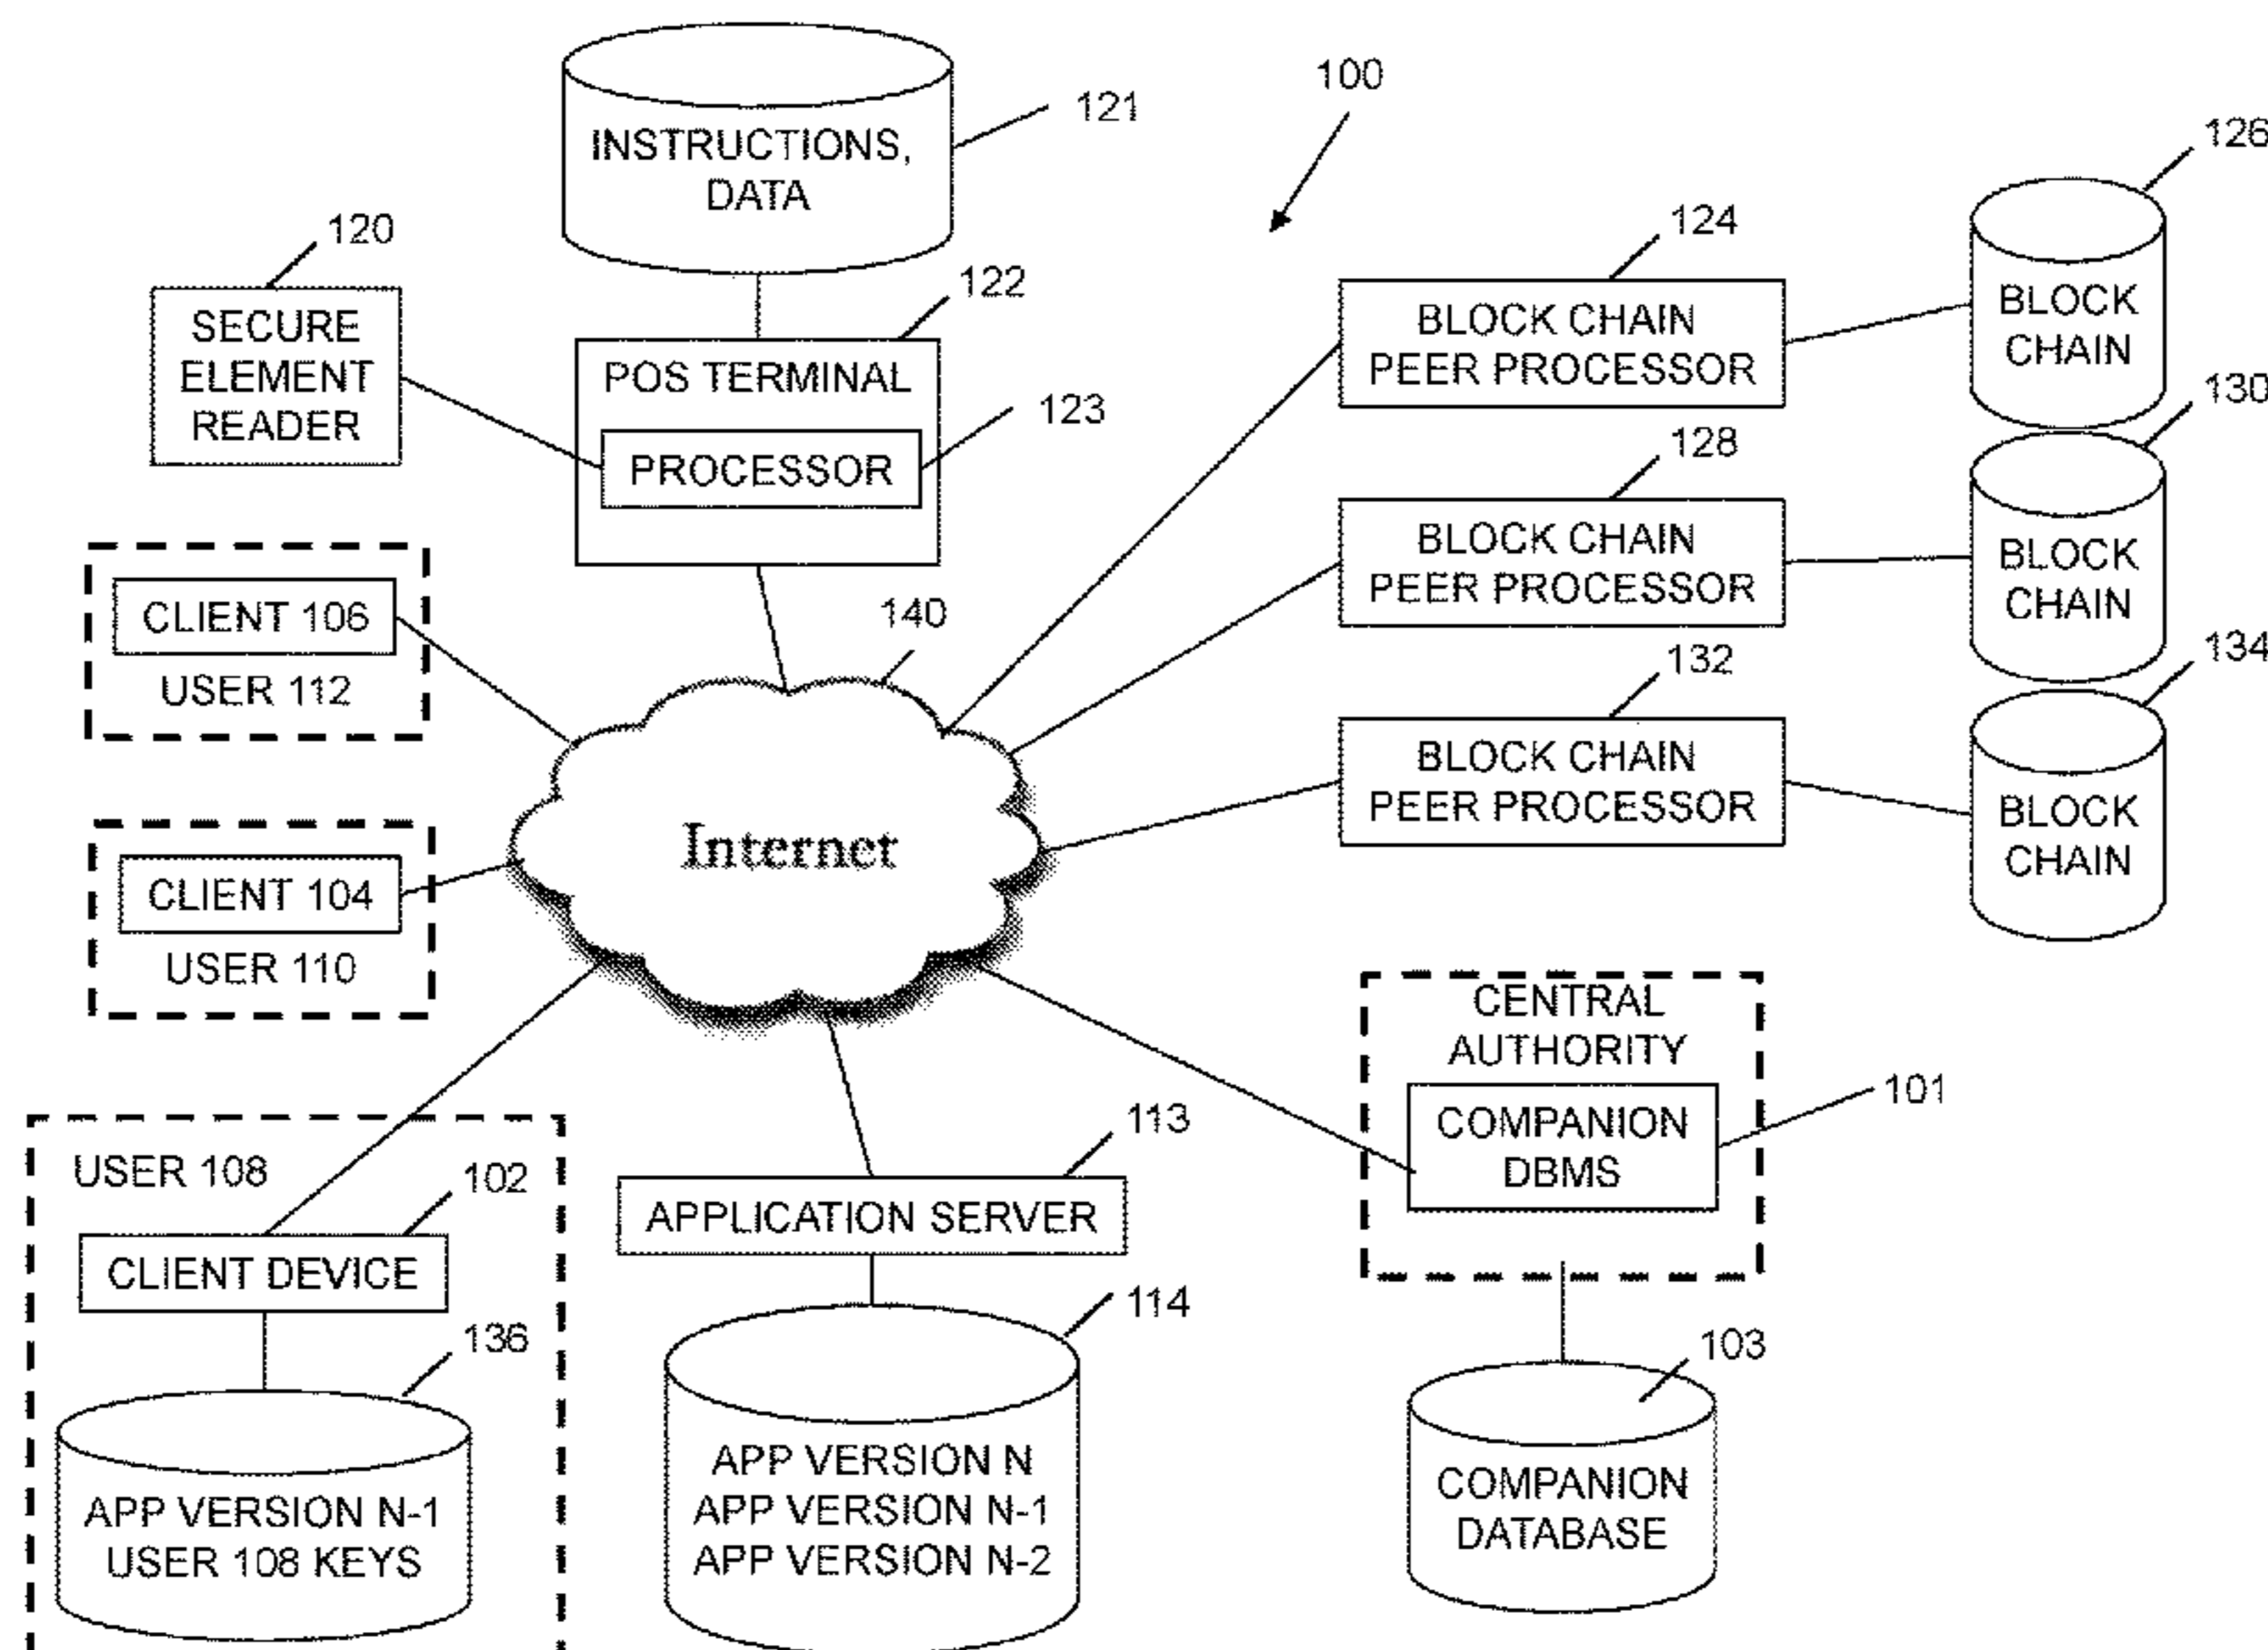 100
INSTRUCTIONS,
DATA
121
126
120
SECURE
ELEMENT
READER
122
POS TERMINAL
PROCESSOR
123
124
BLOCK CHAIN
PEER PROCESSOR
BLOCK
CHAIN
130
128
BLOCK CHAIN
PEER PROCESSOR
BLOCK
CHAIN
134
132
BLOCK CHAIN
PEER PROCESSOR
BLOCK
CHAIN
CLIENT 106
USER 112
140
Internet
CLIENT 104
USER 110
CENTRAL
AUTHORITY
COMPANION
DBMS
101
USER 108
102
CLIENT DEVICE
136
APP VERSION N-1
USER 108 KEYS
113
APPLICATION SERVER
114
APP VERSION N
APP VERSION N-1
APP VERSION N-2
103
COMPANION
DATABASE